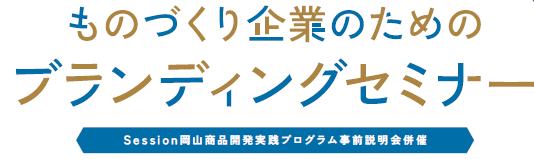 ものづくり企業のための
ブランディングセミナー
Session岡山商品開発実践プログラム事前説明会併催